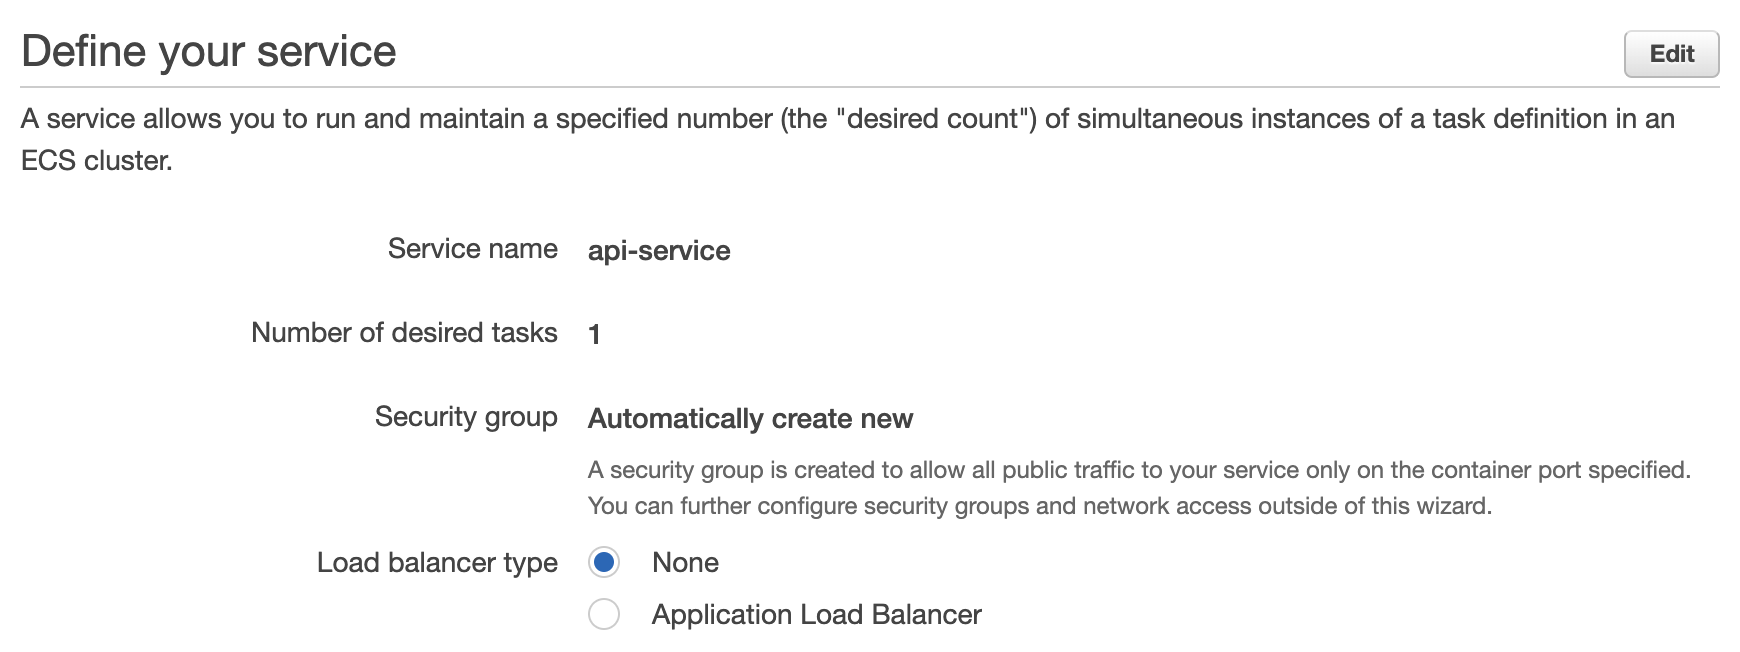 Define your service
Edit
A service allows you to run and maintain a specified number (the "desired count") of simultaneous instances of a task definition in an
ECS cluster.
Service name api-service
Number of desired tasks 1
Security group Automatically create new
A security group is created to allow all public traffic to your service only on the container port specified.
You can further configure security groups and network access outside of this wizard.
Load balancer type None
Application Load Balancer